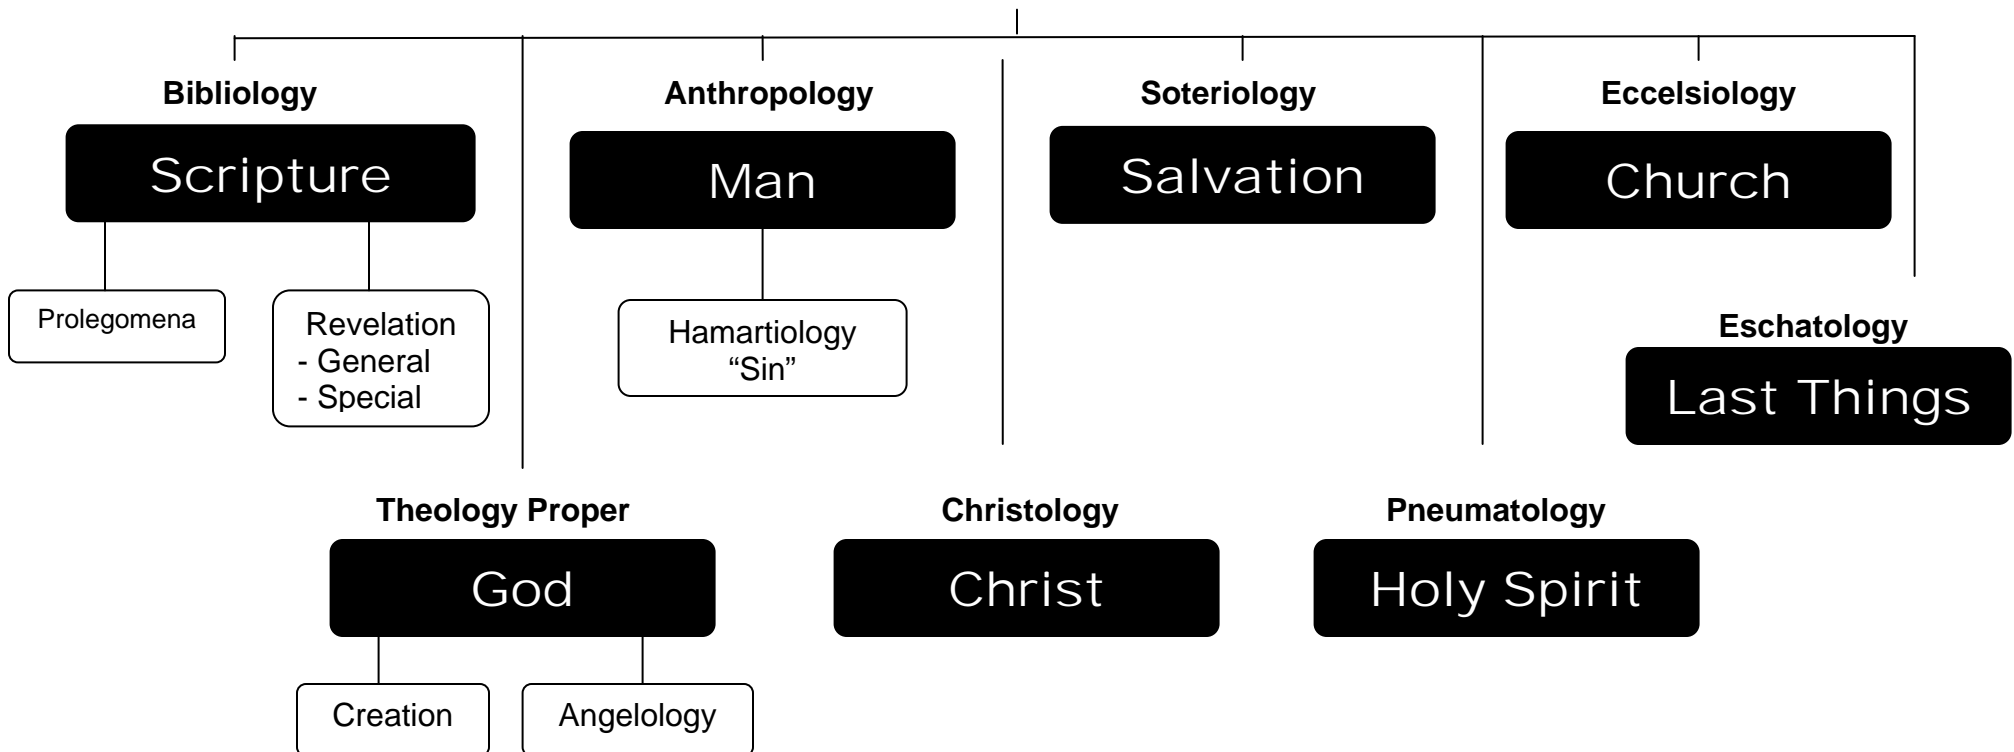 Bibliology
Anthropology
Soteriology
Eccelsiology
Scripture
Man
Salvation
Church
Prolegomena
Revelation
- General
- Special
Hamartiology
“Sin”
Eschatology
Last Things
Theology Proper
Christology
Pneumatology
God
Christ
Holy Spirit
Creation
Angelology